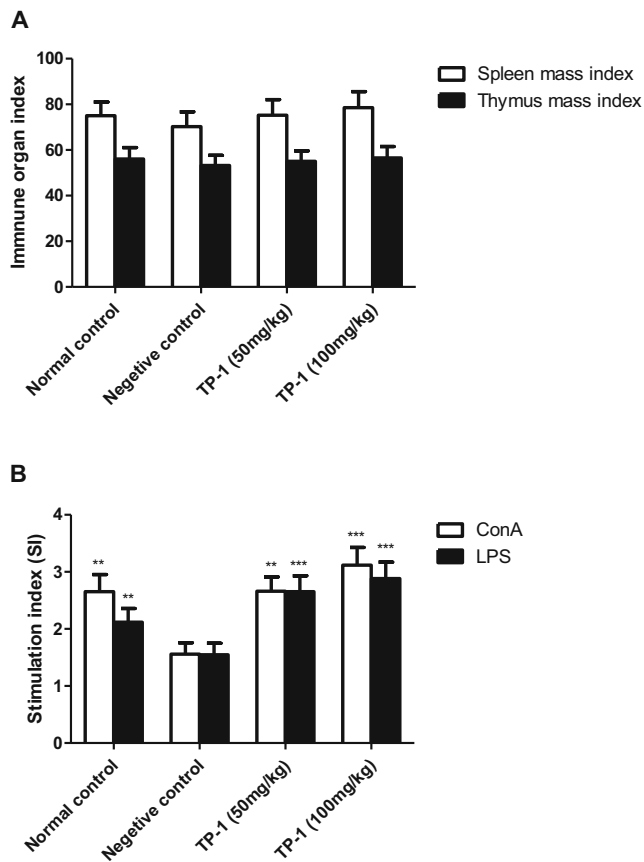 A
Immnune organ index
100
80
60
40
20
0
Spleen mass index
Thymus mass index
Normal control
Negetive control
TP-1 (50mg/kg)
TP-1 (100mg/kg)
B
Stimulation index (SI)
4
3
2
1
0
**
**
**
***
***
***
ConA
LPS
Normal control
Negetive control
TP-1 (50mg/kg)
TP-1 (100mg/kg)